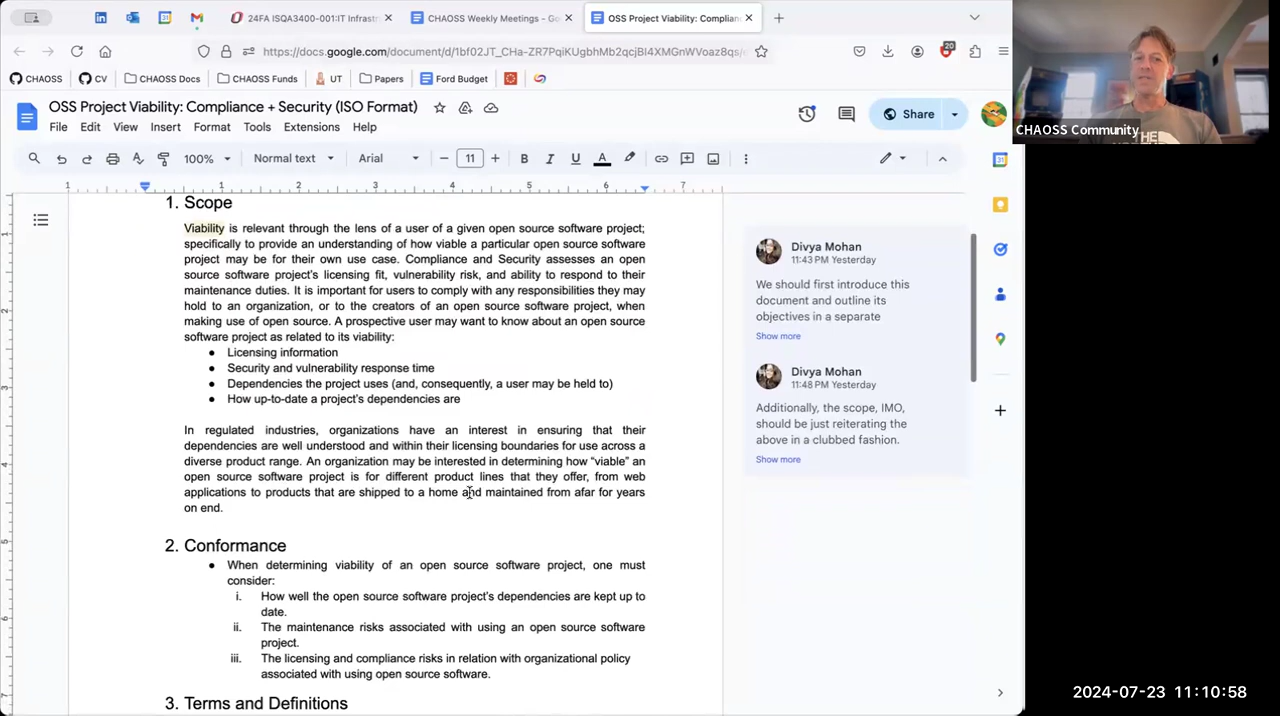 24FA ISQA3400-001:IT Infrastr
CHAOSS Weekly Meetings - Go
OSS Project Viability: Complian
https://docs.google.com/document/d/1bf02JT_CHa-ZR7PqiKUgbhMb2qcjBl4XMGnWVoaz8qs/
20
CHAOSS
CV
CHAOSS Docs
CHAOSS Funds
UT
Papers
Ford Budget
OSS Project Viability: Compliance + Security (ISO Format)
File Edit View Insert Format Tools Extensions Help
Share
100%
Normal text
Arial
11
B I U A
1 1 2 3 4 5 6 7
1. Scope
Viability is relevant through the lens of a user of a given open source software project;
specifically to provide an understanding of how viable a particular open source software
project may be for their own use case. Compliance and Security assesses an open
source software project's licensing fit, vulnerability risk, and ability to respond to their
maintenance duties. It is important for users to comply with any responsibilities they may
hold to an organization, or to the creators of an open source software project, when
making use of open source. A prospective user may want to know about an open source
software project as related to its viability:
● Licensing information
● Security and vulnerability response time
● Dependencies the project uses (and, consequently, a user may be held to)
● How up-to-date a project's dependencies are
In regulated industries, organizations have an interest in ensuring that their
dependencies are well understood and within their licensing boundaries for use across a
diverse product range. An organization may be interested in determining how “viable” an
open source software project is for different product lines that they offer, from web
applications to products that are shipped to a home and maintained from afar for years
on end.
2. Conformance
● When determining viability of an open source software project, one must
consider:
i. How well the open source software project's dependencies are kept up to
date.
ii. The maintenance risks associated with using an open source software
project.
iii. The licensing and compliance risks in relation with organizational policy
associated with using open source software.
3. Terms and Definitions
Divya Mohan
11:43 PM Yesterday
We should first introduce this
document and outline its
objectives in a separate
Show more
Divya Mohan
11:48 PM Yesterday
Additionally, the scope, IMO,
should be just reiterating the
above in a clubbed fashion.
Show more
CHAOSS Community
THE
2024-07-23 11:10:58